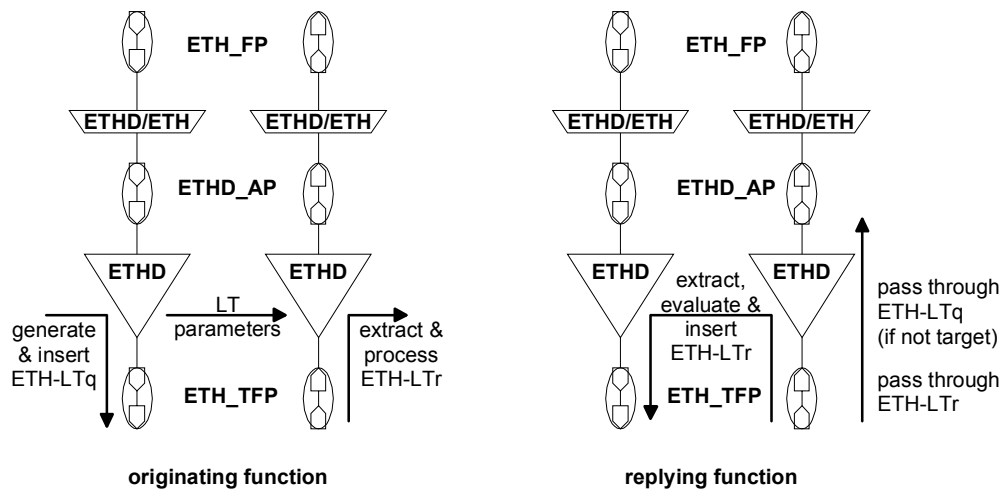 ETH_FP
ETHD/ETH
ETHD/ETH
ETHD_AP
ETHD
ETHD
generate
& insert
ETH-LTq
LT
parameters
extract &
process
ETH-LTr
ETH_TFP
originating function
ETH_FP
ETHD/ETH
ETHD/ETH
ETHD_AP
ETHD
ETHD
extract,
evaluate &
insert
ETH-LTr
pass through
ETH-LTq
(if not target)
pass through
ETH-LTr
ETH_TFP
replying function